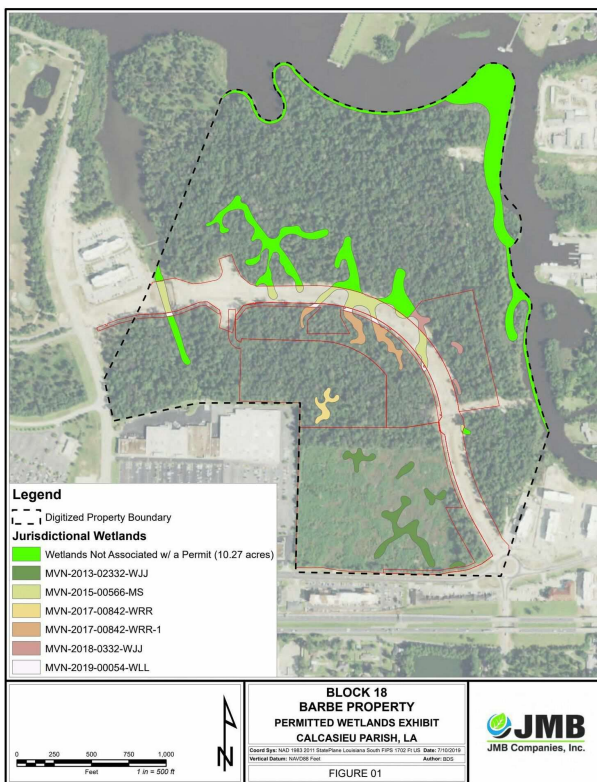 Legend
Digitized Property Boundary
Jurisdictional Wetlands
Wetlands Not Associated w/ a Permit (10.27 acres)
MVN-2013-02332-WJJ
MVN-2015-00566-MS
MVN-2017-00842-WRR
MVN-2017-00842-WRR-1
MVN-2018-0332-WJJ
MVN-2019-00054-WLL
0 250 500 750 1,000
Feet 1 in = 500 ft
N
BLOCK 18
BARBE PROPERTY
PERMITTED WETLANDS EXHIBIT
CALCASIEU PARISH, LA
Coord Sys: NAD 1983 2011 StatePlane Louisiana South FIPS 1702 Ft US Date: 7/10/2019
Vertical Datum: NAVD88 Feet Author: BDS
FIGURE 01
JMB
JMB Companies, Inc.